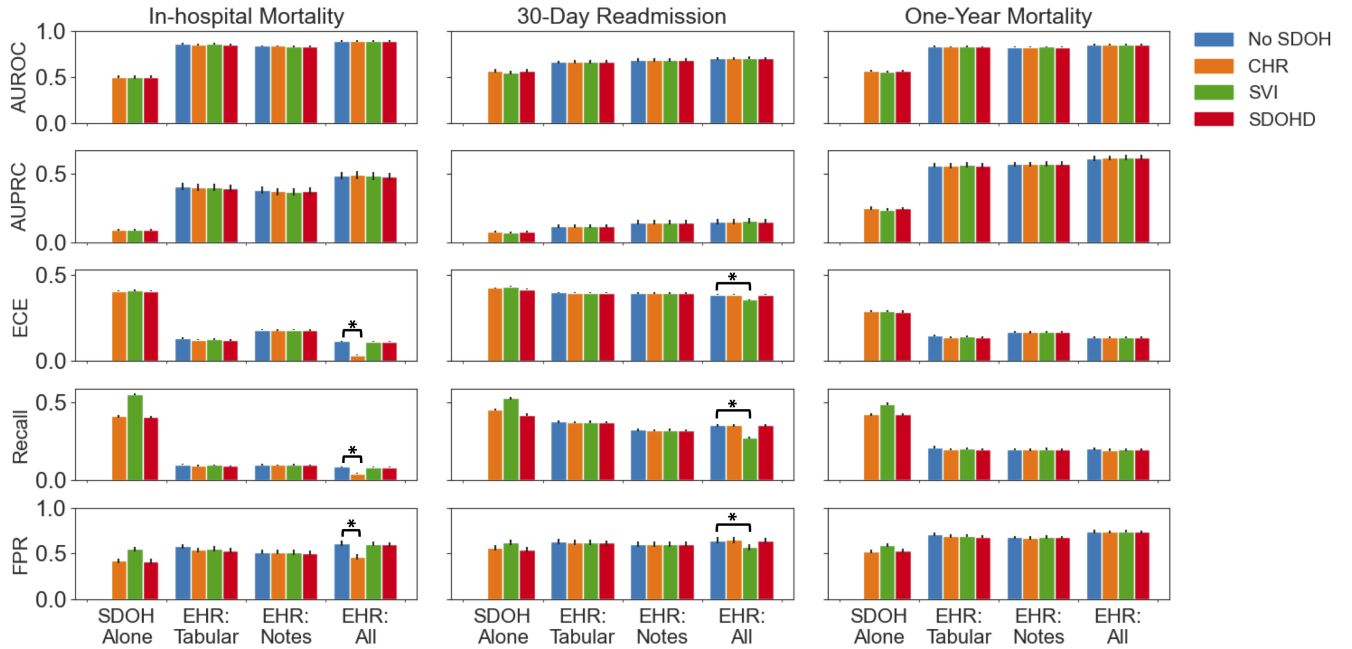 In-hospital Mortality
30-Day Readmission
One-Year Mortality
No SDOH
CHR
SVI
SDOHD
AUROC
1.0
0.5
0.0
AUPRC
0.5
0.0
ECE
0.5
0.0
*
*
Recall
0.5
0.0
*
*
FPR
1.0
0.5
0.0
*
*
SDOH Alone
EHR: Tabular
EHR: Notes
EHR: All
SDOH Alone
EHR: Tabular
EHR: Notes
EHR: All
SDOH Alone
EHR: Tabular
EHR: Notes
EHR: All